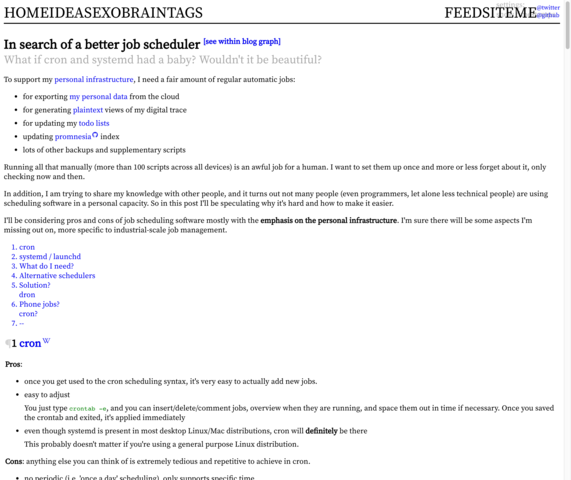 HOMEIDEASEXOBRAINTAGS FEEDSITEME
settings:
@twitter
@github
In search of a better job scheduler [see within blog graph]
What if cron and systemd had a baby? Wouldn't it be beautiful?
To support my personal infrastructure, I need a fair amount of regular automatic jobs:
• for exporting my personal data from the cloud
• for generating plaintext views of my digital trace
• for updating my todo lists
• updating promnesia index
• lots of other backups and supplementary scripts
Running all that manually (more than 100 scripts across all devices) is an awful job for a human. I want to set them up once and more or less forget about it, only
checking now and then.
In addition, I am trying to share my knowledge with other people, and it turns out not many people (even programmers, let alone less technical people) are using
scheduling software in a personal capacity. So in this post I'll be speculating why it's hard and how to make it easier.
I'll be considering pros and cons of job scheduling software mostly with the emphasis on the personal infrastructure. I'm sure there will be some aspects I'm
missing out on, more specific to industrial-scale job management.
1. cron
2. systemd / launchd
3. What do I need?
4. Alternative schedulers
5. Solution?
dron
6. Phone jobs?
cron?
7. --
¶1 cron W
Pros:
• once you get used to the cron scheduling syntax, it's very easy to actually add new jobs.
• easy to adjust
You just type crontab -e, and you can insert/delete/comment jobs, overview when they are running, and space them out in time if necessary. Once you saved
the crontab and exited, it's applied immediately
• even though systemd is present in most desktop Linux/Mac distributions, cron will definitely be there
This probably doesn't matter if you're using a general purpose Linux distribution.
Cons: anything else you can think of is extremely tedious and repetitive to achieve in cron.
• no periodic (i.e. 'once a day' scheduling), only supports specific time